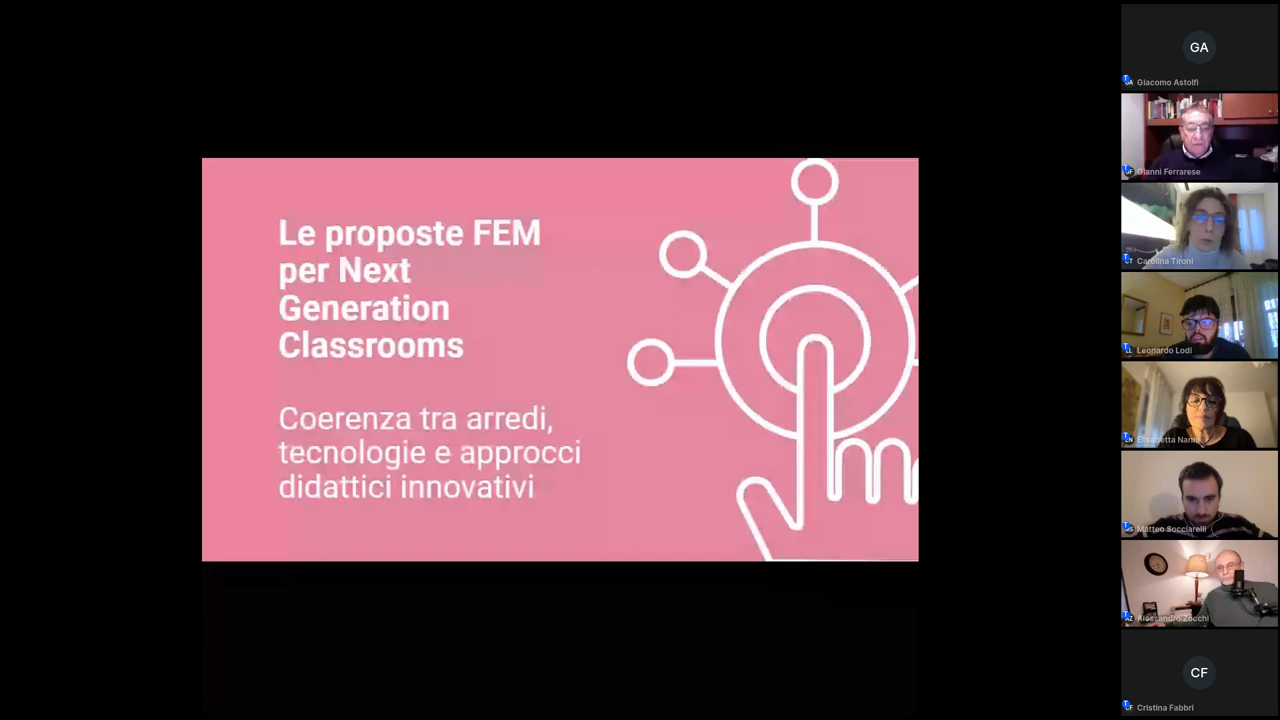 Le proposte FEM
per Next
Generation
Classrooms
Coerenza tra arredi,
tecnologie e approcci
didattici innovativi
GA
Giacomo Astolfi
Gianni Ferrarese
Carolina Tironi
Leonardo Lodi
Elisabetta Nanni
Matteo Bocciarelli
Alessandro Zocchi
CF
Cristina Fabbri